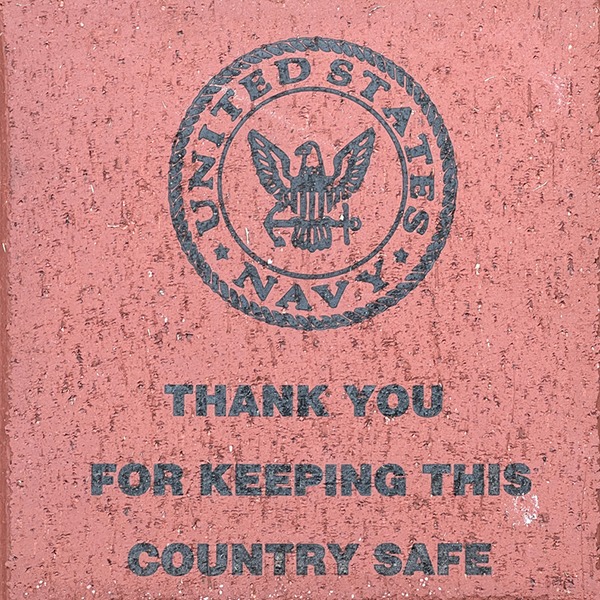 UNITED STATES
NAVY
THANK YOU
FOR KEEPING THIS
COUNTRY SAFE